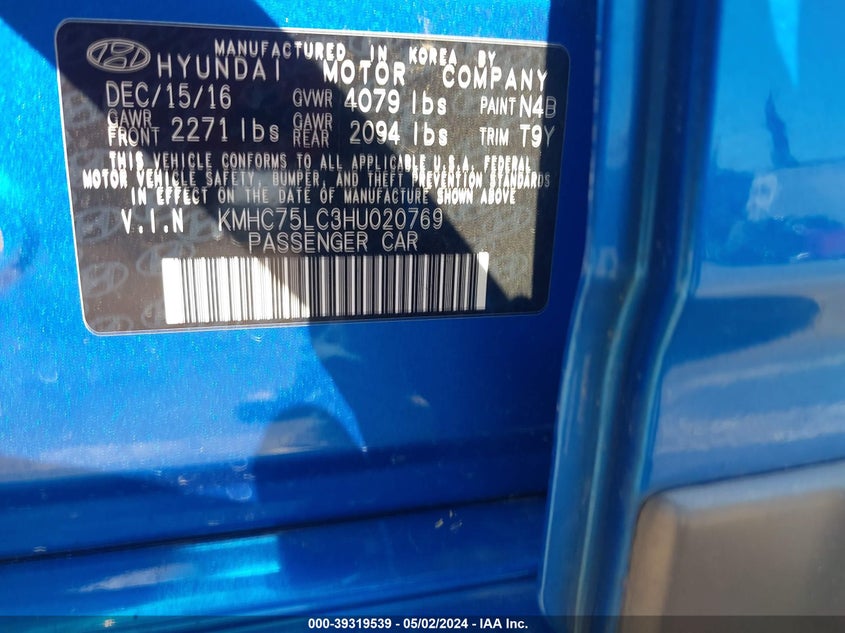 MANUFACTURED IN KOREA BY
HYUNDAI MOTOR COMPANY
DEC/15/16 GVWR 4079 lbs PAINT N4B
GAWR FRONT 2271 lbs GAWR REAR 2094 lbs TRIM T9Y
THIS VEHICLE CONFORMS TO ALL APPLICABLE U.S.A. FEDERAL
MOTOR VEHICLE SAFETY, BUMPER, AND THEFT PREVENTION STANDARDS
IN EFFECT ON THE DATE OF MANUFACTURE SHOWN ABOVE
V.I.N KMHC75LC3HU020769
PASSENGER CAR
000-39319539 - 05/02/2024 - IAA Inc.